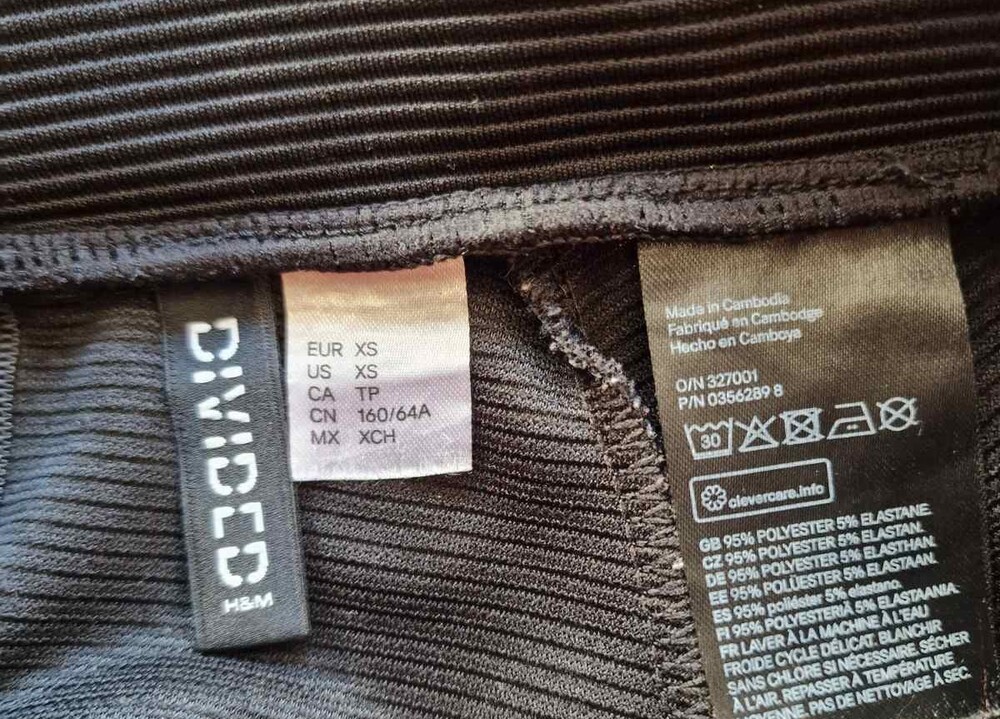 DIVIDED
H&M
EUR XS
US XS
CA TP
CN 160/64A
MX XCH
Made in Cambodia
Fabriqué en Cambodge
Hecho en Camboya
O/N 327001
P/N 0356289 8
30
clevercare.info
GB 95% POLYESTER 5% ELASTANE.
CZ 95% POLYESTER 5% ELASTAN.
DE 95% POLYESTER 5% ELASTHAN.
EE 95% POLÜESTER 5% ELASTAAN.
ES 95% poliéster 5% elastano.
FI 95% POLYESTERIÄ 5% ELASTAANIA.
FR LAVER À LA MACHINE À L'EAU
FROIDE CYCLE DÉLICAT. BLANCHIR
SANS CHLORE SI NÉCESSAIRE. SÉCHER
À L'AIR. REPASSER À TEMPÉRATURE
PAS DE NETTOYAGE À SEC.